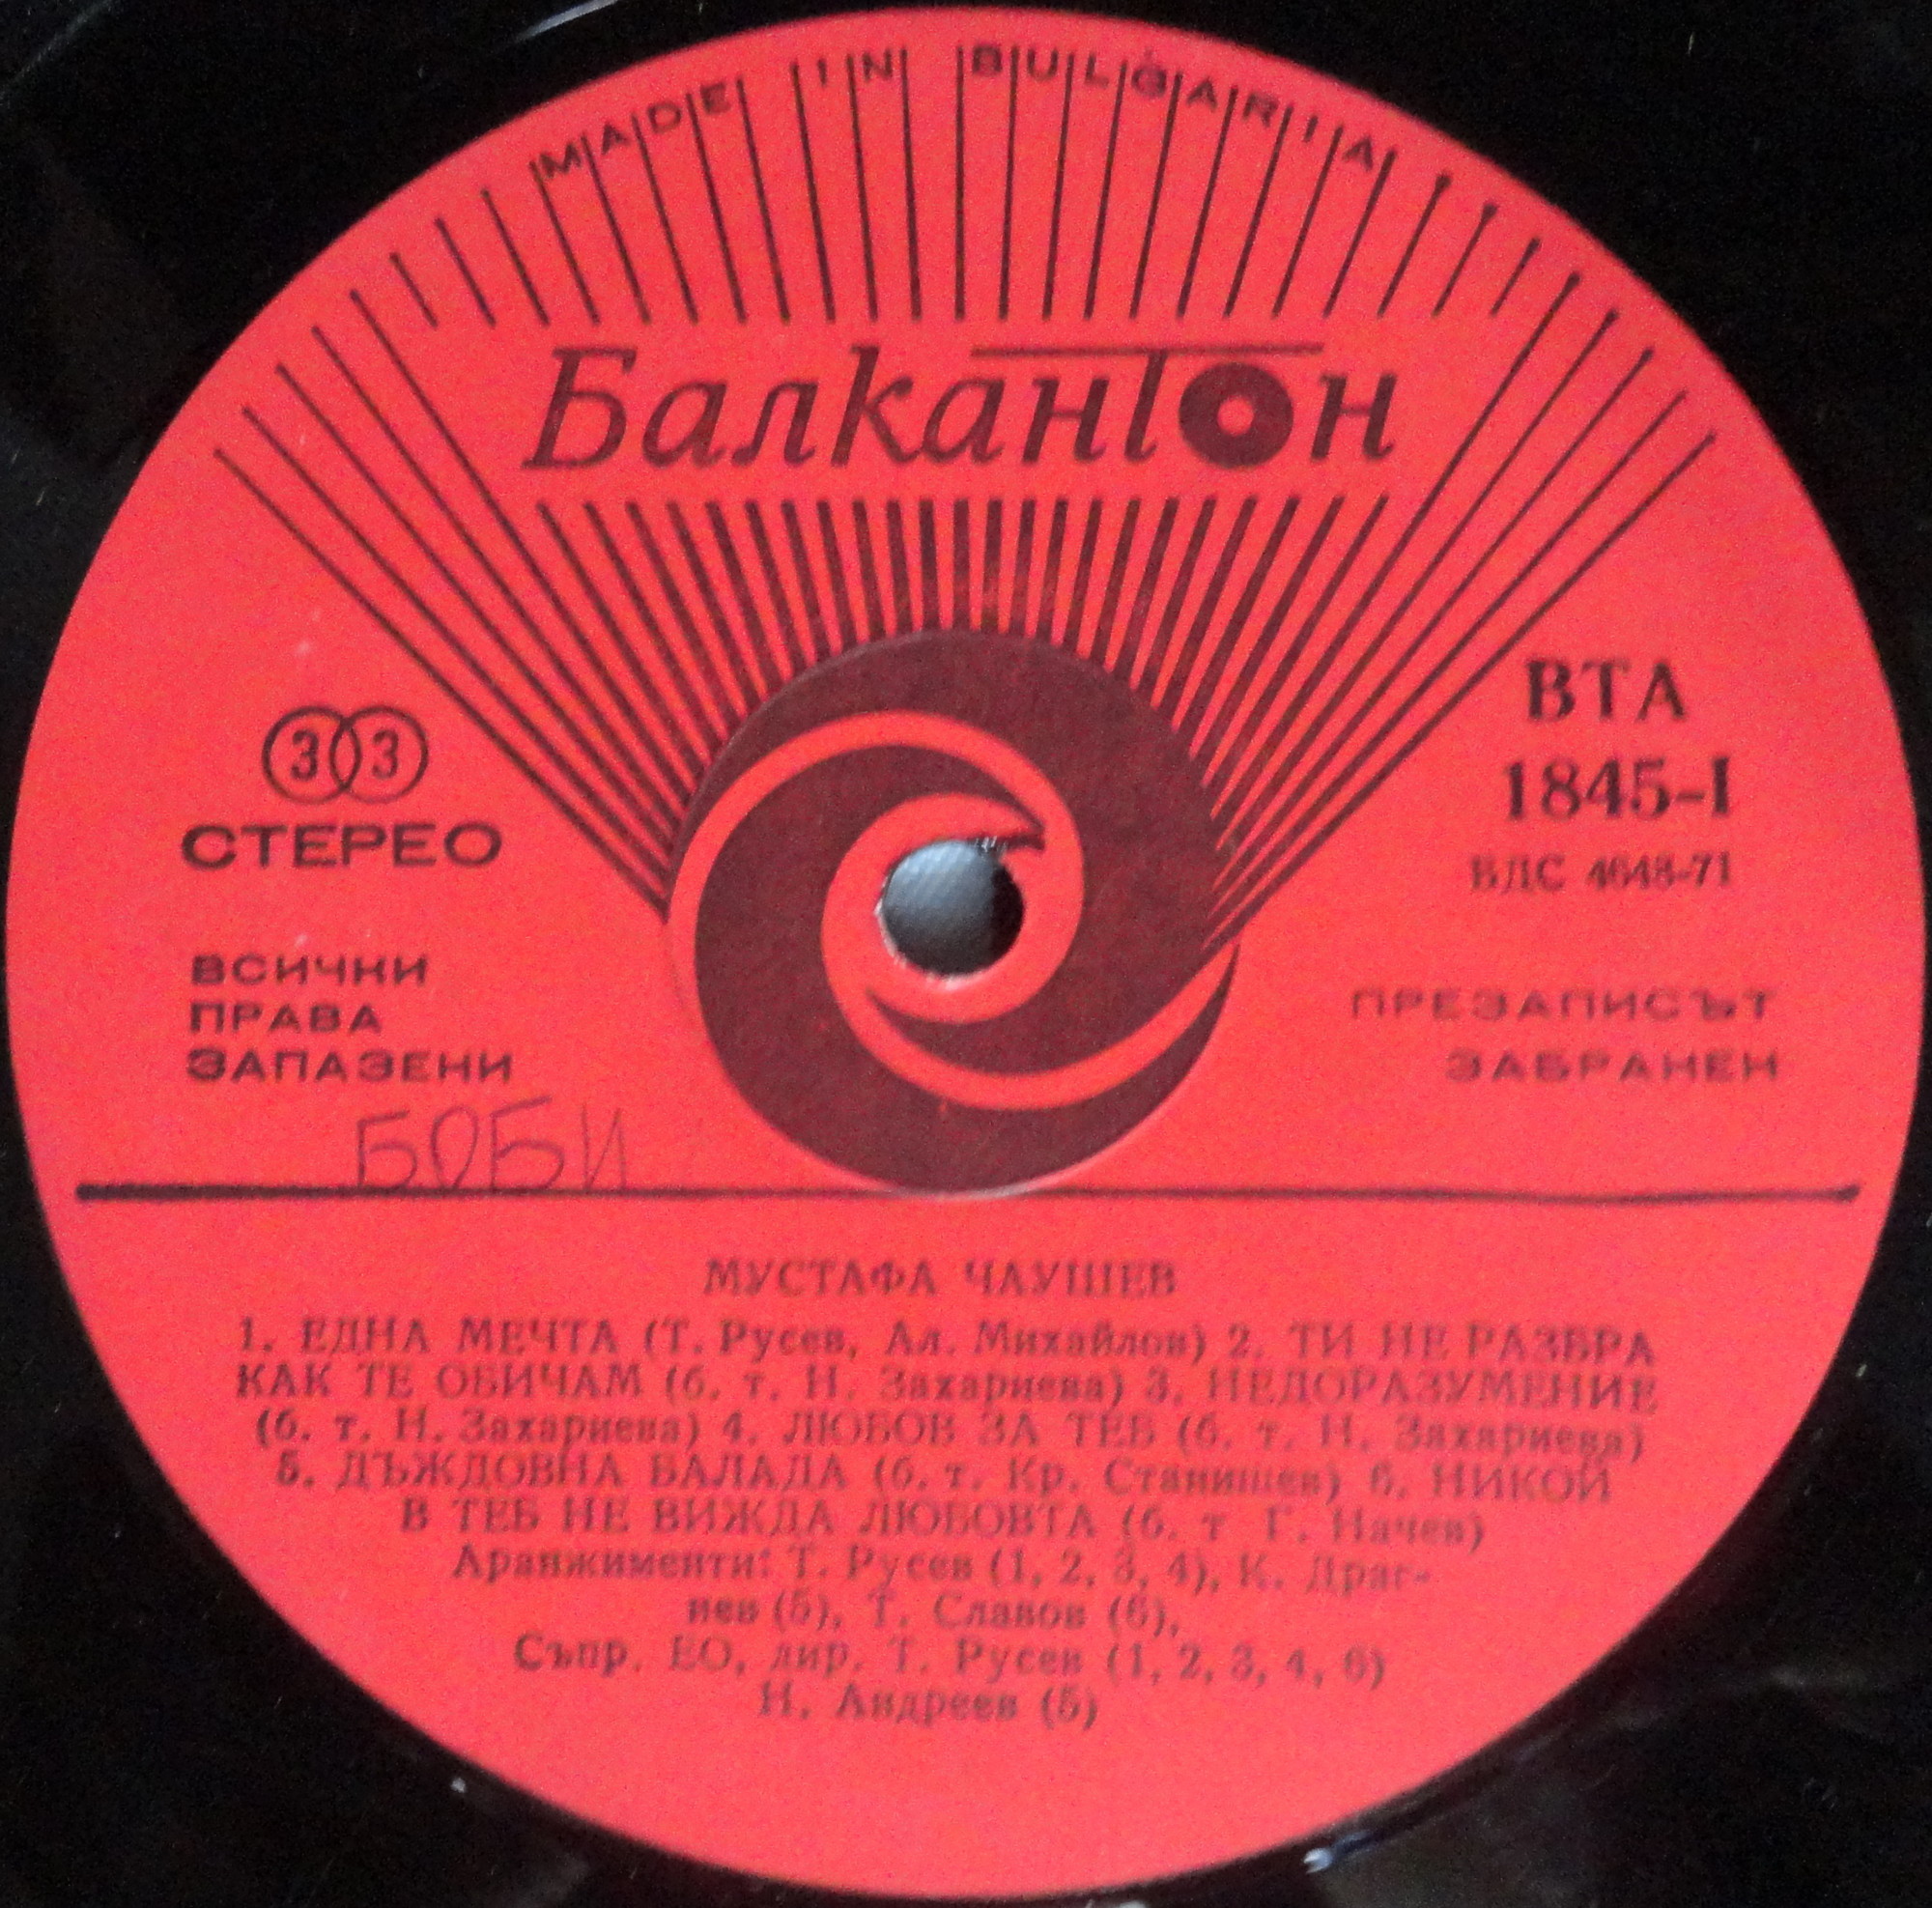 MADE IN BULGARIA
Балкантон
33
СТЕРЕО
ВТА
1845-I
БДС 4648-71
ВСИЧКИ
ПРАВА
ЗАПАЗЕНИ
ПРЕЗАПИСЪТ
ЗАБРАНЕН
БОБИ
МУСТАФА ЧАУШЕВ
1. ЕДНА МЕЧТА (Т. Русев, Ал. Михайлов) 2. ТИ НЕ РАЗБРА
КАК ТЕ ОБИЧАМ (б. т. Н. Захариева) 3. НЕДОРАЗУМЕНИЕ
(б. т. Н. Захариева) 4. ЛЮБОВ ЗА ТЕБ (б. т. Н. Захариева)
5. ДЪЖДОВНА БАЛАДА (б. т. Кр. Станишев) 6. НИКОЙ
В ТЕБ НЕ ВИЖДА ЛЮБОВТА (б. т Г. Начев)
Аранжименти: Т. Русев (1, 2, 3, 4), К. Драг-
иев (5), Т. Славов (6),
Съпр. ЕО, дир. Т. Русев (1, 2, 3, 4, 6)
Н. Андреев (5)